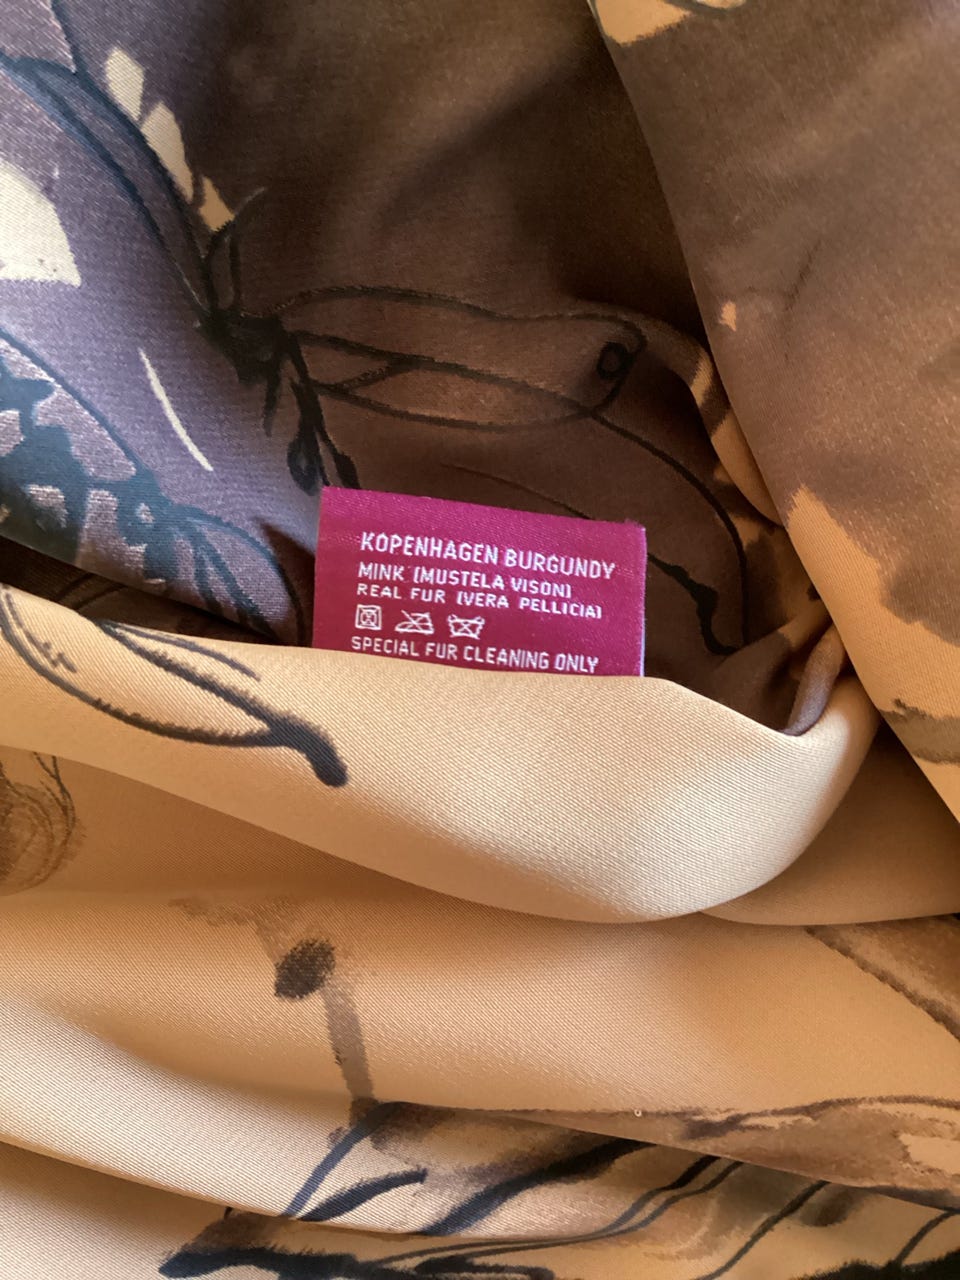 KOPENHAGEN BURGUNDY
MINK (MUSTELA VISON)
REAL FUR (VERA PELLICIA)
SPECIAL FUR CLEANING ONLY